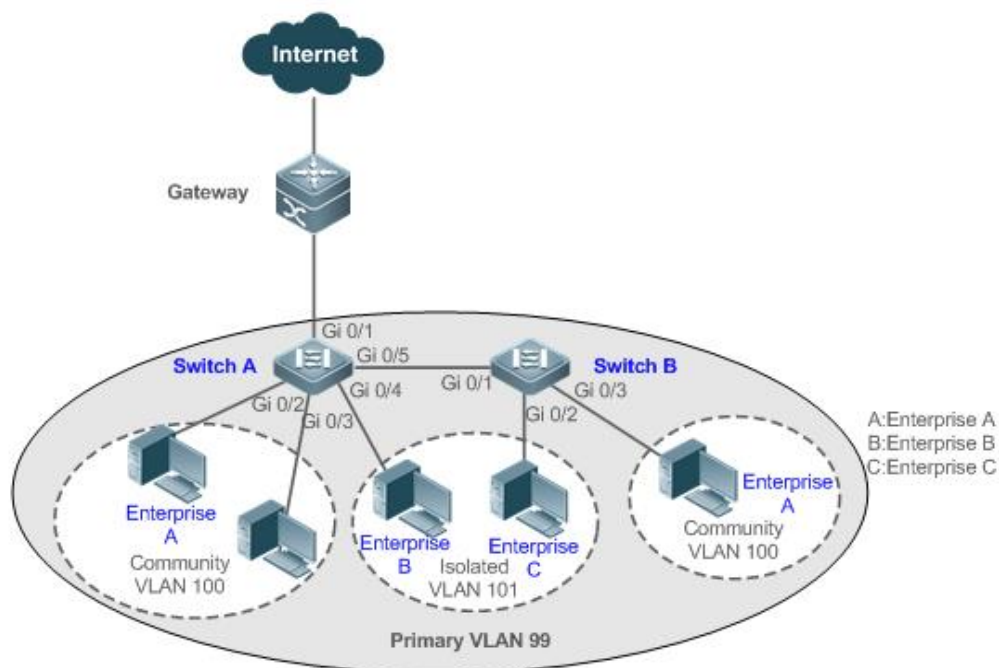 Internet
Gateway
Gi 0/1
Switch A
Gi 0/5
Switch B
Gi 0/4
Gi 0/1
Gi 0/3
Gi 0/2
Gi 0/3
Gi 0/2
A:Enterprise A
B:Enterprise B
C:Enterprise C
Enterprise
A
Community
VLAN 100
Enterprise
B
Isolated
VLAN 101
Enterprise
C
Enterprise
A
Community
VLAN 100
Primary VLAN 99